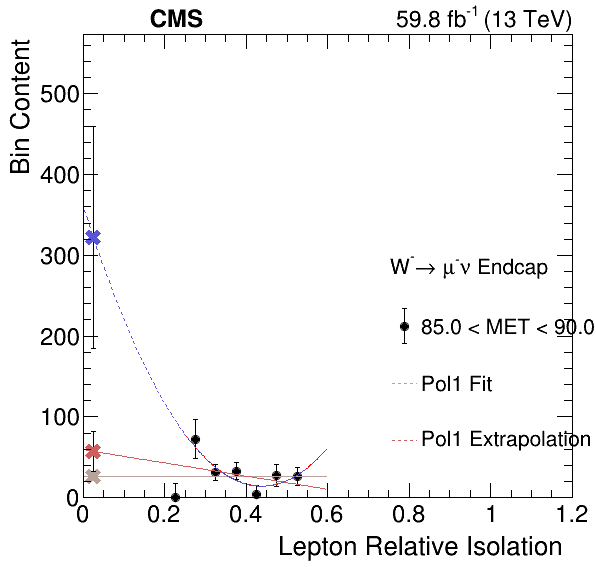 CMS 59.8 fb⁻¹ (13 TeV)
Bin Content
500
400
300
200
100
0
W⁻→ μ⁻ν Endcap
85.0 < MET < 90.0
Pol1 Fit
Pol1 Extrapolation
0 0.2 0.4 0.6 0.8 1 1.2
Lepton Relative Isolation